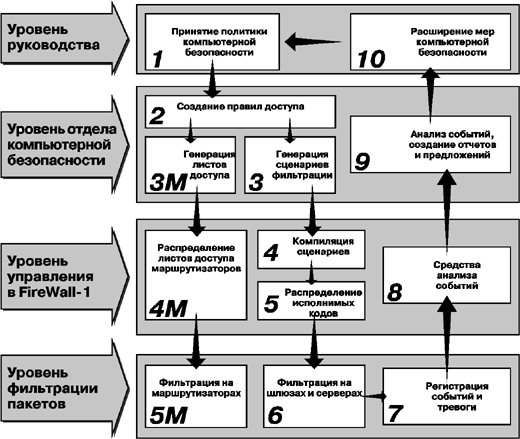 Уровень
руководства
Принятие политики
компьютерной
безопасности
1
Расширение мер
компьютерной
безопасности
10
Уровень отдела
компьютерной
безопасности
2
Создание правил доступа
Генерация
листов
доступа
3М
Генерация
сценариев
фильтрации
3
Анализ событий,
создание отчетов
и предложений
9
Уровень
управления
в FireWall-1
Распределение
листов доступа
маршрутизаторов
4М
Компиляция
сценариев
4
Распределение
исполнимых
кодов
5
Средства
анализа
событий
8
Уровень
фильтрации
пакетов
Фильтрация на
маршрутизаторах
5М
Фильтрация на
шлюзах и серверах
6
Регистрация
событий и
тревоги
7